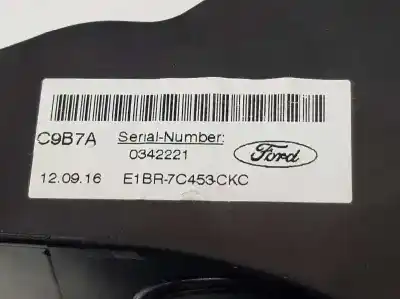 C9B7A Serial-Number:
0342221
Ford
12.09.16 E1BR-7C453-CKC